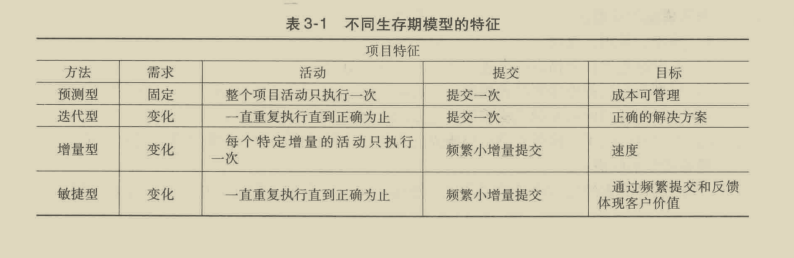 表3-1 不同生存期模型的特征
项目特征
方法 需求 活动 提交 目标
预测型 固定 整个项目活动只执行一次 提交一次 成本可管理
迭代型 变化 一直重复执行直到正确为止 提交一次 正确的解决方案
增量型 变化 每个特定增量的活动只执行一次 频繁小增量提交 速度
敏捷型 变化 一直重复执行直到正确为止 频繁小增量提交 通过频繁提交和反馈体现客户价值